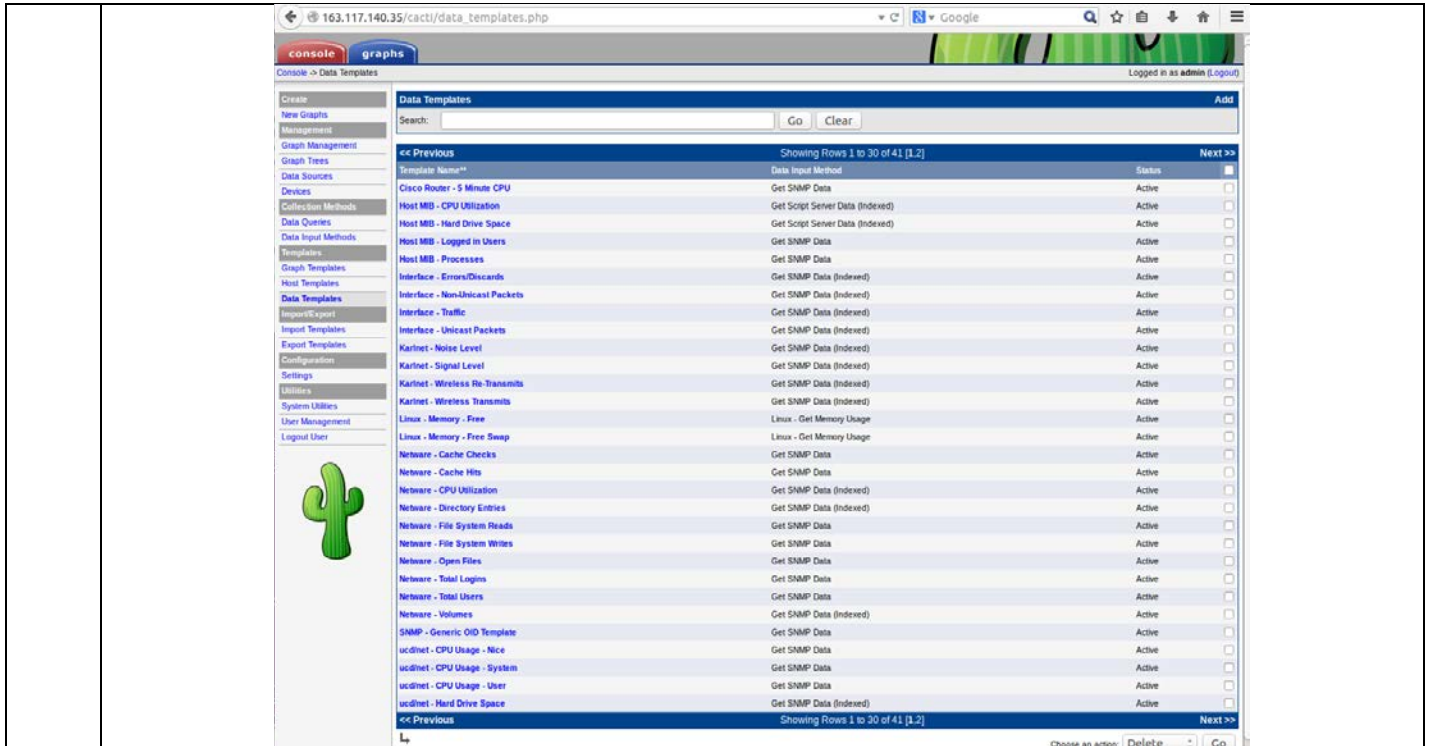 163.117.140.35/cacti/data_templates.php
Google
console graphs
Console -> Data Templates Logged in as admin (Logout)
Create
New Graphs
Management
Graph Management
Graph Trees
Data Sources
Devices
Collection Methods
Data Queries
Data Input Methods
Templates
Graph Templates
Host Templates
Data Templates
Import/Export
Import Templates
Export Templates
Configuration
Settings
Utilities
System Utilities
User Management
Logout User
Data Templates Add
Search: Go Clear
<< Previous Showing Rows 1 to 30 of 41 [1,2] Next >>
Template Name** Data Input Method Status
Cisco Router - 5 Minute CPU Get SNMP Data Active
Host MIB - CPU Utilization Get Script Server Data (Indexed) Active
Host MIB - Hard Drive Space Get Script Server Data (Indexed) Active
Host MIB - Logged in Users Get SNMP Data Active
Host MIB - Processes Get SNMP Data Active
Interface - Errors/Discards Get SNMP Data (Indexed) Active
Interface - Non-Unicast Packets Get SNMP Data (Indexed) Active
Interface - Traffic Get SNMP Data (Indexed) Active
Interface - Unicast Packets Get SNMP Data (Indexed) Active
Karlnet - Noise Level Get SNMP Data (Indexed) Active
Karlnet - Signal Level Get SNMP Data (Indexed) Active
Karlnet - Wireless Re-Transmits Get SNMP Data (Indexed) Active
Karlnet - Wireless Transmits Get SNMP Data (Indexed) Active
Linux - Memory - Free Linux - Get Memory Usage Active
Linux - Memory - Free Swap Linux - Get Memory Usage Active
Netware - Cache Checks Get SNMP Data Active
Netware - Cache Hits Get SNMP Data Active
Netware - CPU Utilization Get SNMP Data (Indexed) Active
Netware - Directory Entries Get SNMP Data (Indexed) Active
Netware - File System Reads Get SNMP Data Active
Netware - File System Writes Get SNMP Data Active
Netware - Open Files Get SNMP Data Active
Netware - Total Logins Get SNMP Data Active
Netware - Total Users Get SNMP Data Active
Netware - Volumes Get SNMP Data (Indexed) Active
SNMP - Generic OID Template Get SNMP Data Active
ucd/net - CPU Usage - Nice Get SNMP Data Active
ucd/net - CPU Usage - System Get SNMP Data Active
ucd/net - CPU Usage - User Get SNMP Data Active
ucd/net - Hard Drive Space Get SNMP Data (Indexed) Active
<< Previous Showing Rows 1 to 30 of 41 [1,2] Next >>
Choose an action: Delete Go